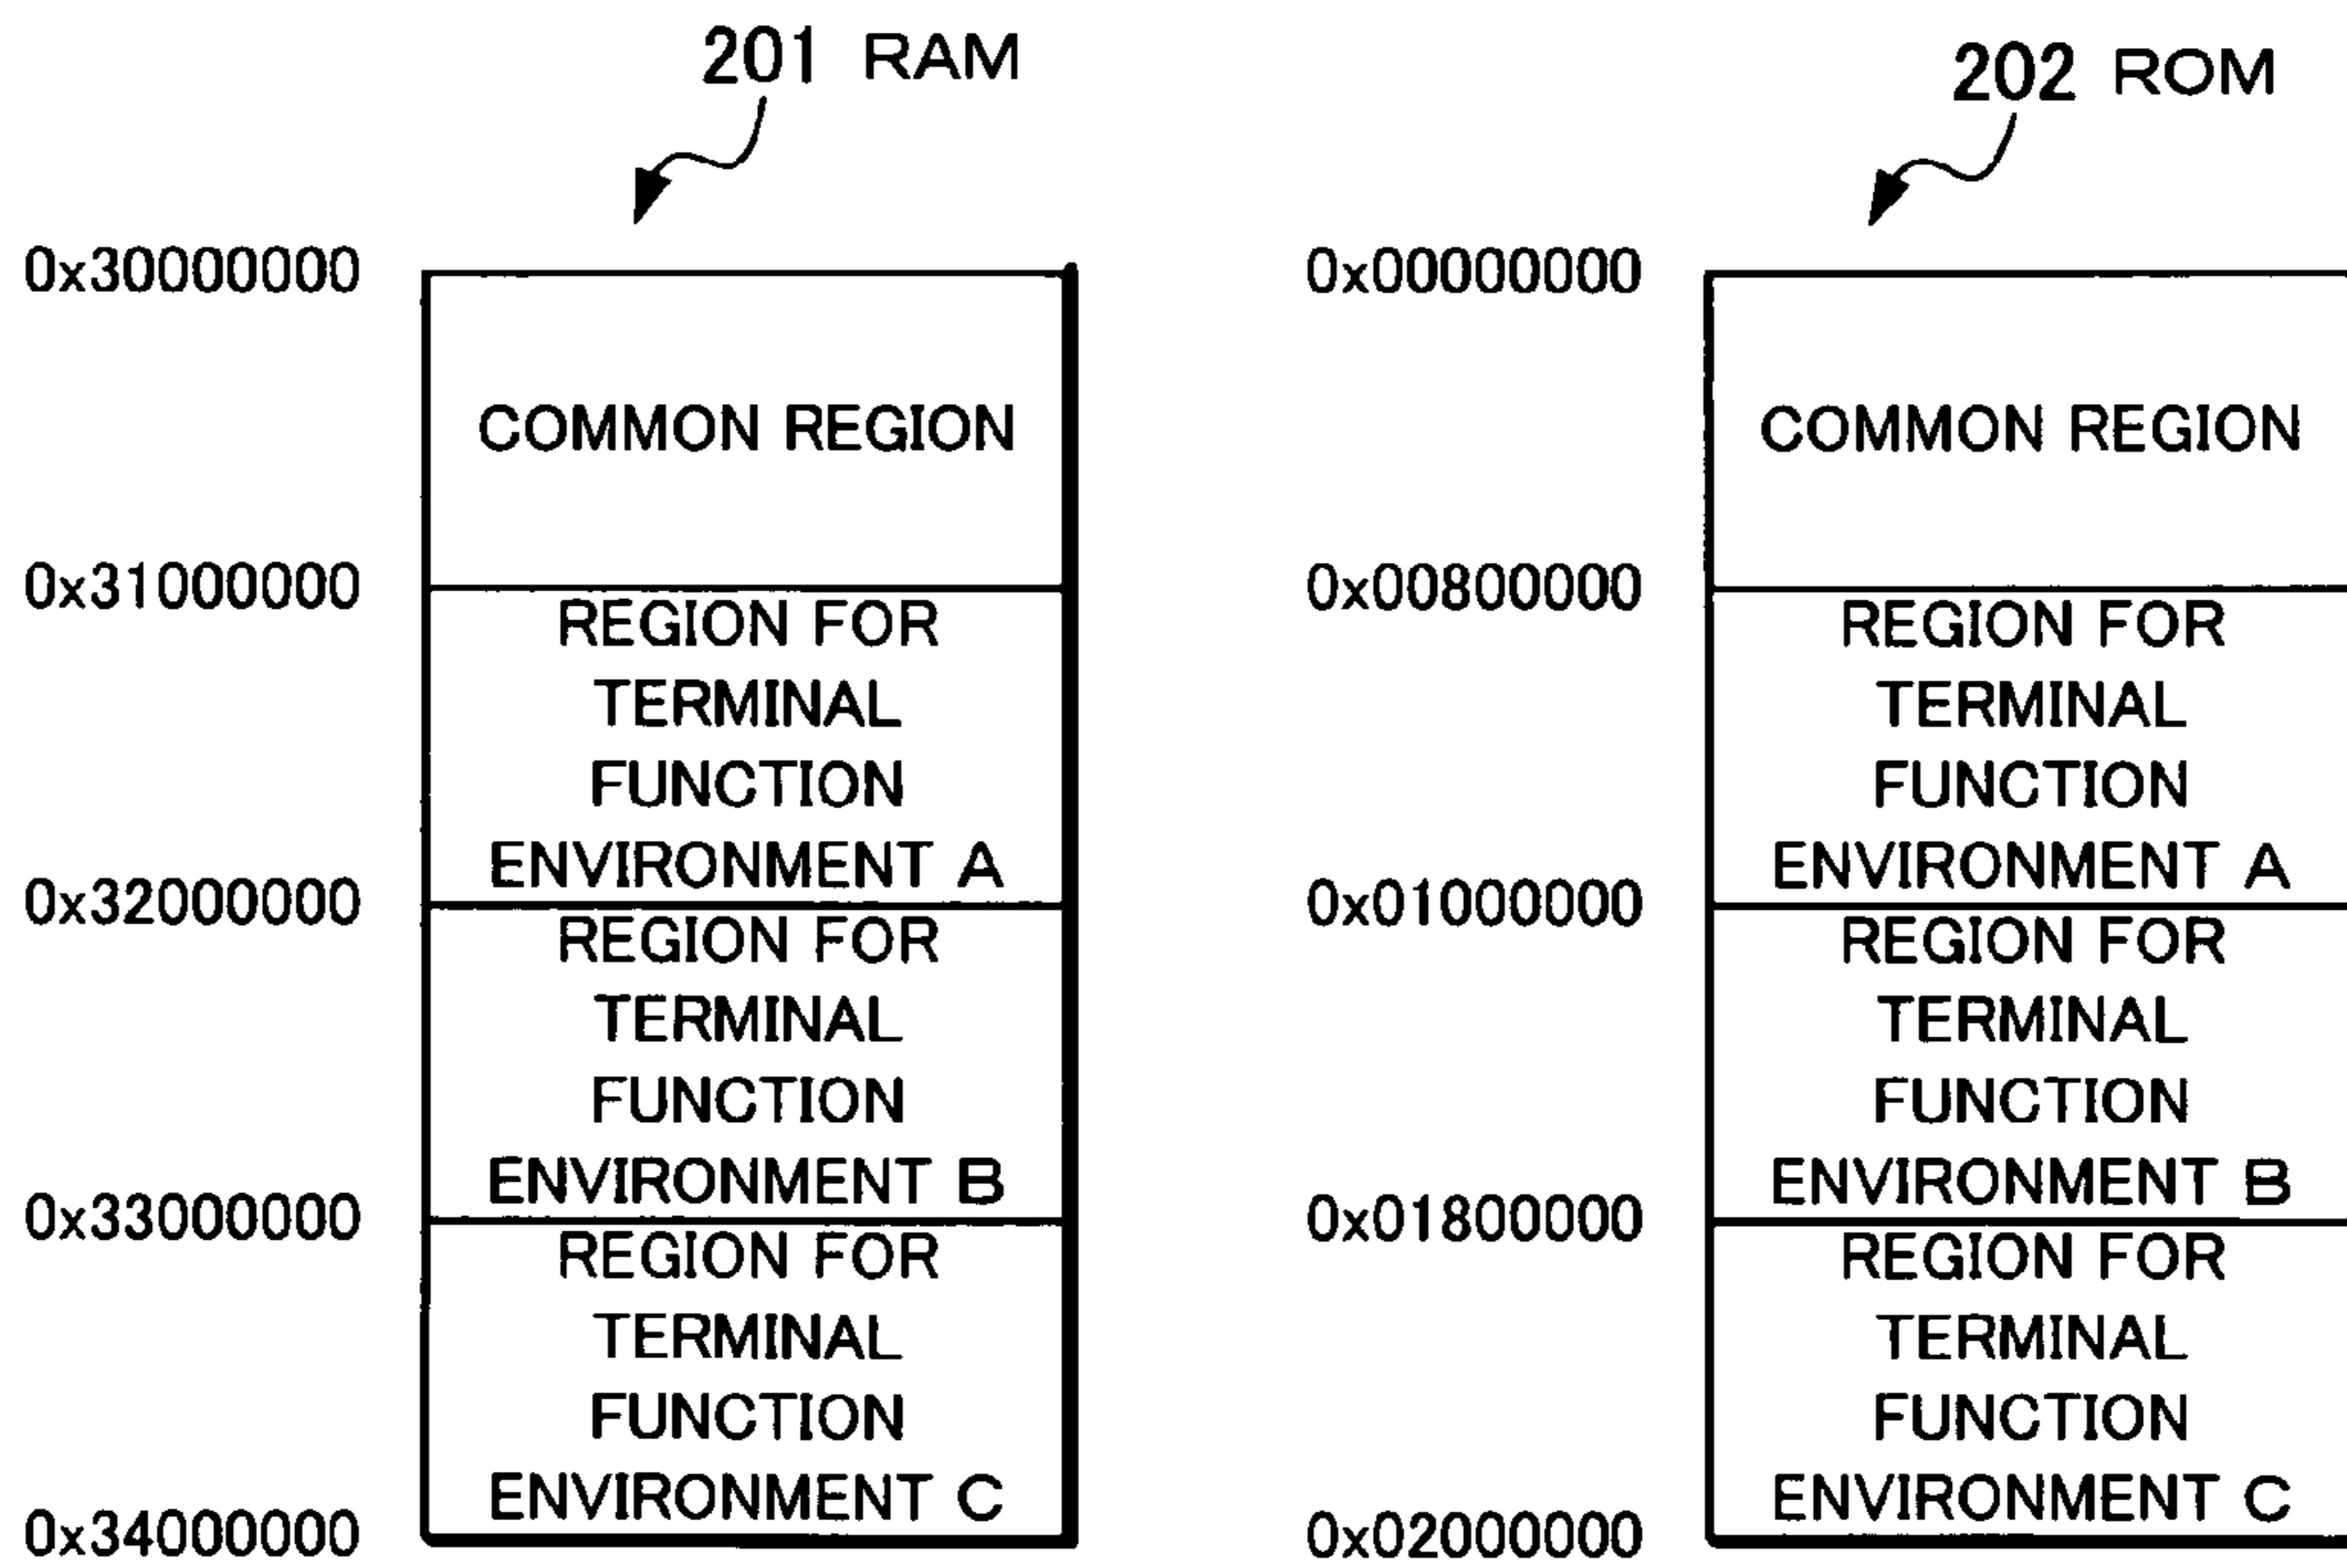 201 RAM
0x30000000
COMMON REGION
0x31000000
REGION FOR
TERMINAL
FUNCTION
ENVIRONMENT A
0x32000000
REGION FOR
TERMINAL
FUNCTION
ENVIRONMENT B
0x33000000
REGION FOR
TERMINAL
FUNCTION
ENVIRONMENT C
0x34000000
202 ROM
0x00000000
COMMON REGION
0x00800000
REGION FOR
TERMINAL
FUNCTION
ENVIRONMENT A
0x01000000
REGION FOR
TERMINAL
FUNCTION
ENVIRONMENT B
0x01800000
REGION FOR
TERMINAL
FUNCTION
ENVIRONMENT C
0x02000000